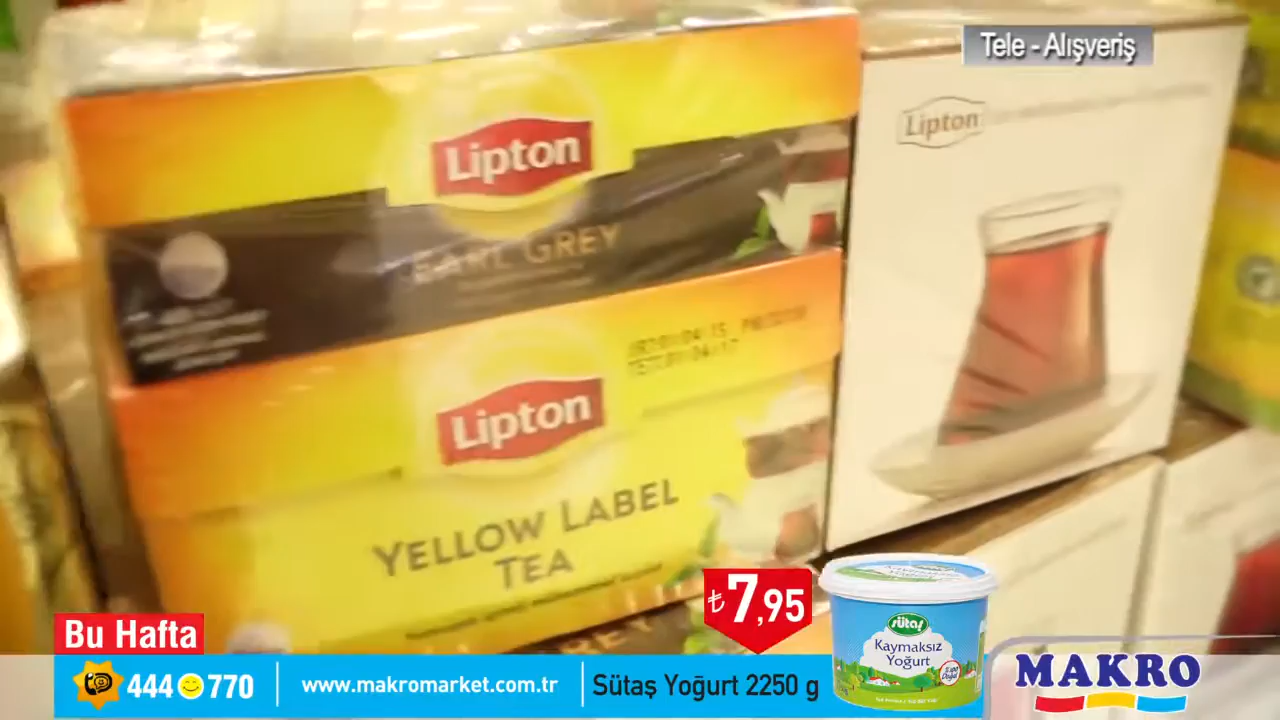 Tele - Alışveriş
Lipton
EARL GREY
Lipton
Lipton
YELLOW LABEL
TEA
₺7,95
Bu Hafta
444 770
www.makromarket.com.tr
Sütaş Yoğurt 2250 g
sütaş
Kaymaksız
Yoğurt
MAKRO